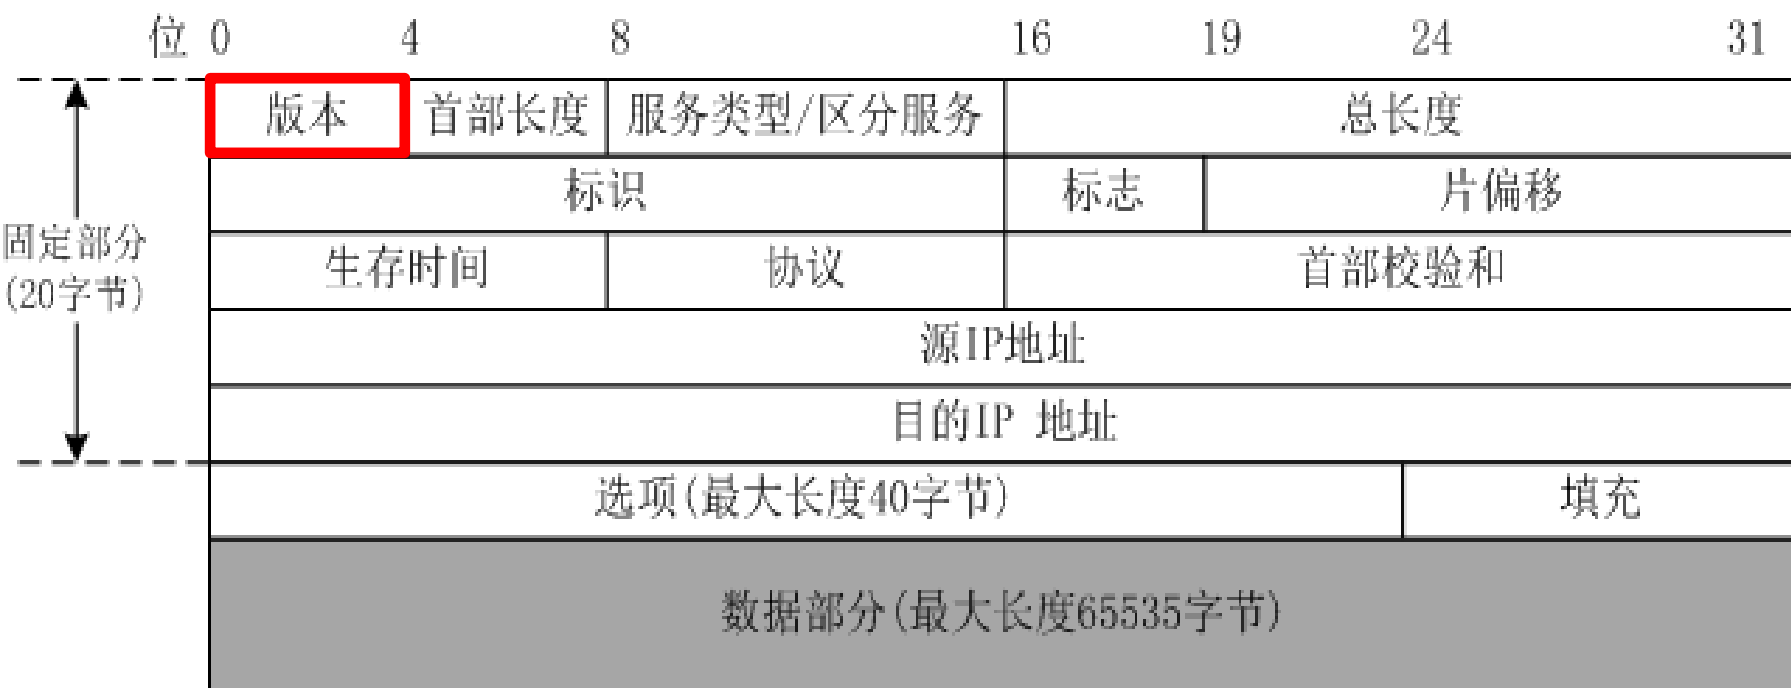 位 0 4 8 16 19 24 31
版本 首部长度 服务类型/区分服务 总长度
标识 标志 片偏移
固定部分
(20字节)
生存时间 协议 首部校验和
源IP地址
目的IP 地址
选项(最大长度40字节) 填充
数据部分(最大长度65535字节)